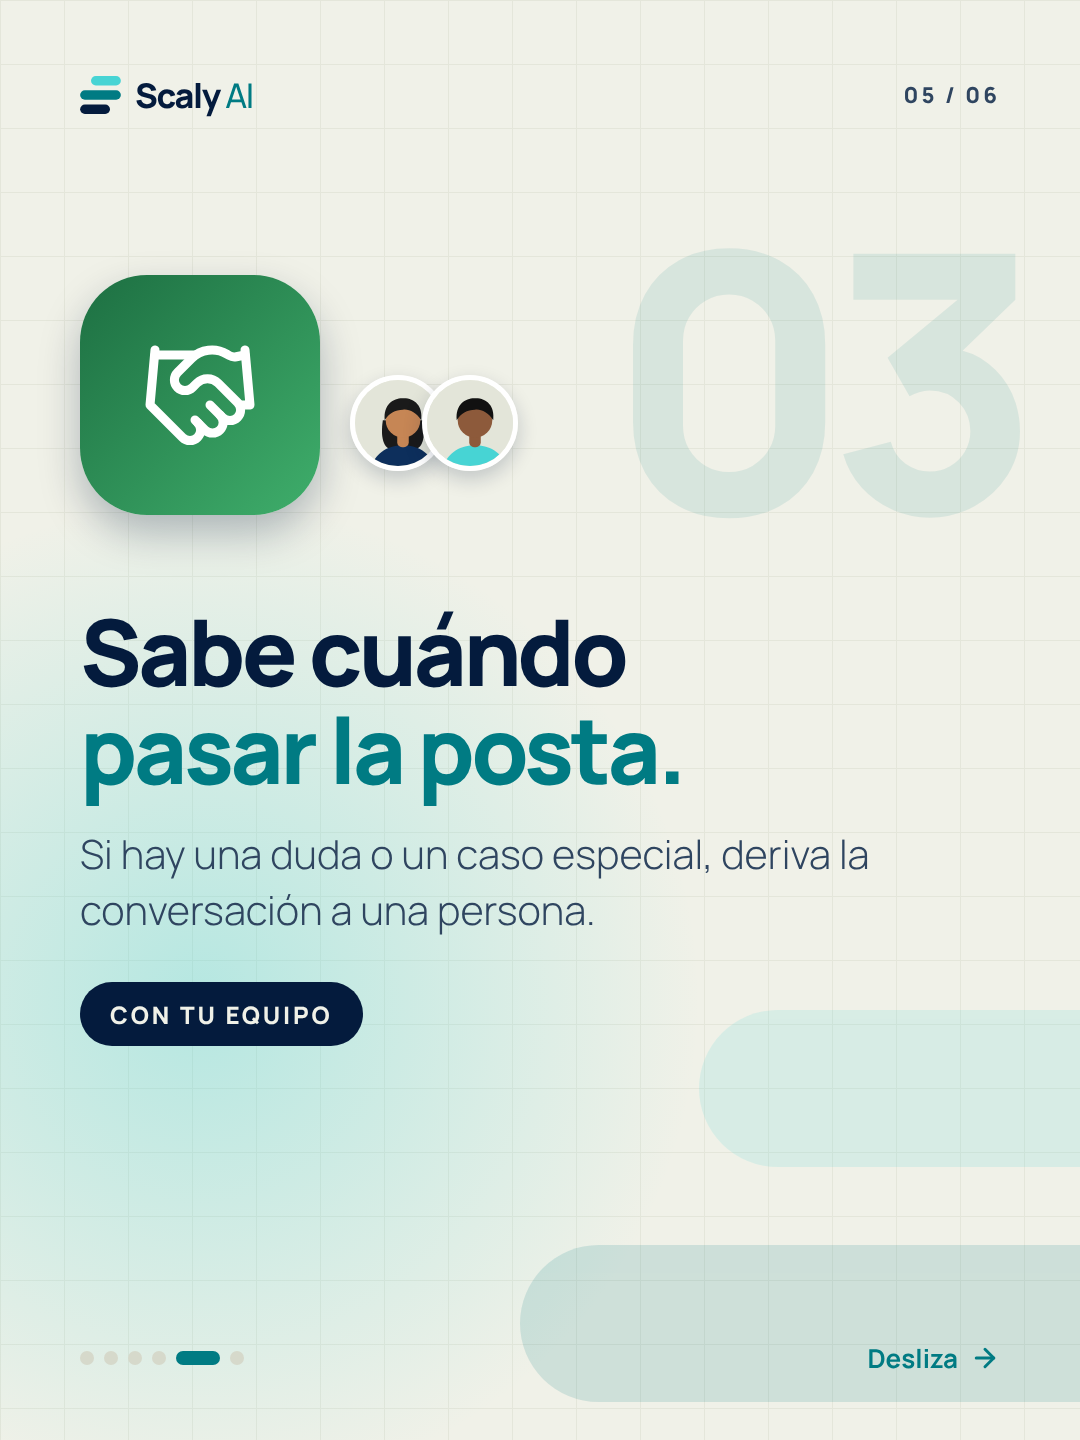 Scaly AI
05 / 06
03
Sabe cuándo
pasar la posta.
Si hay una duda o un caso especial, deriva la
conversación a una persona.
CON TU EQUIPO
Desliza →